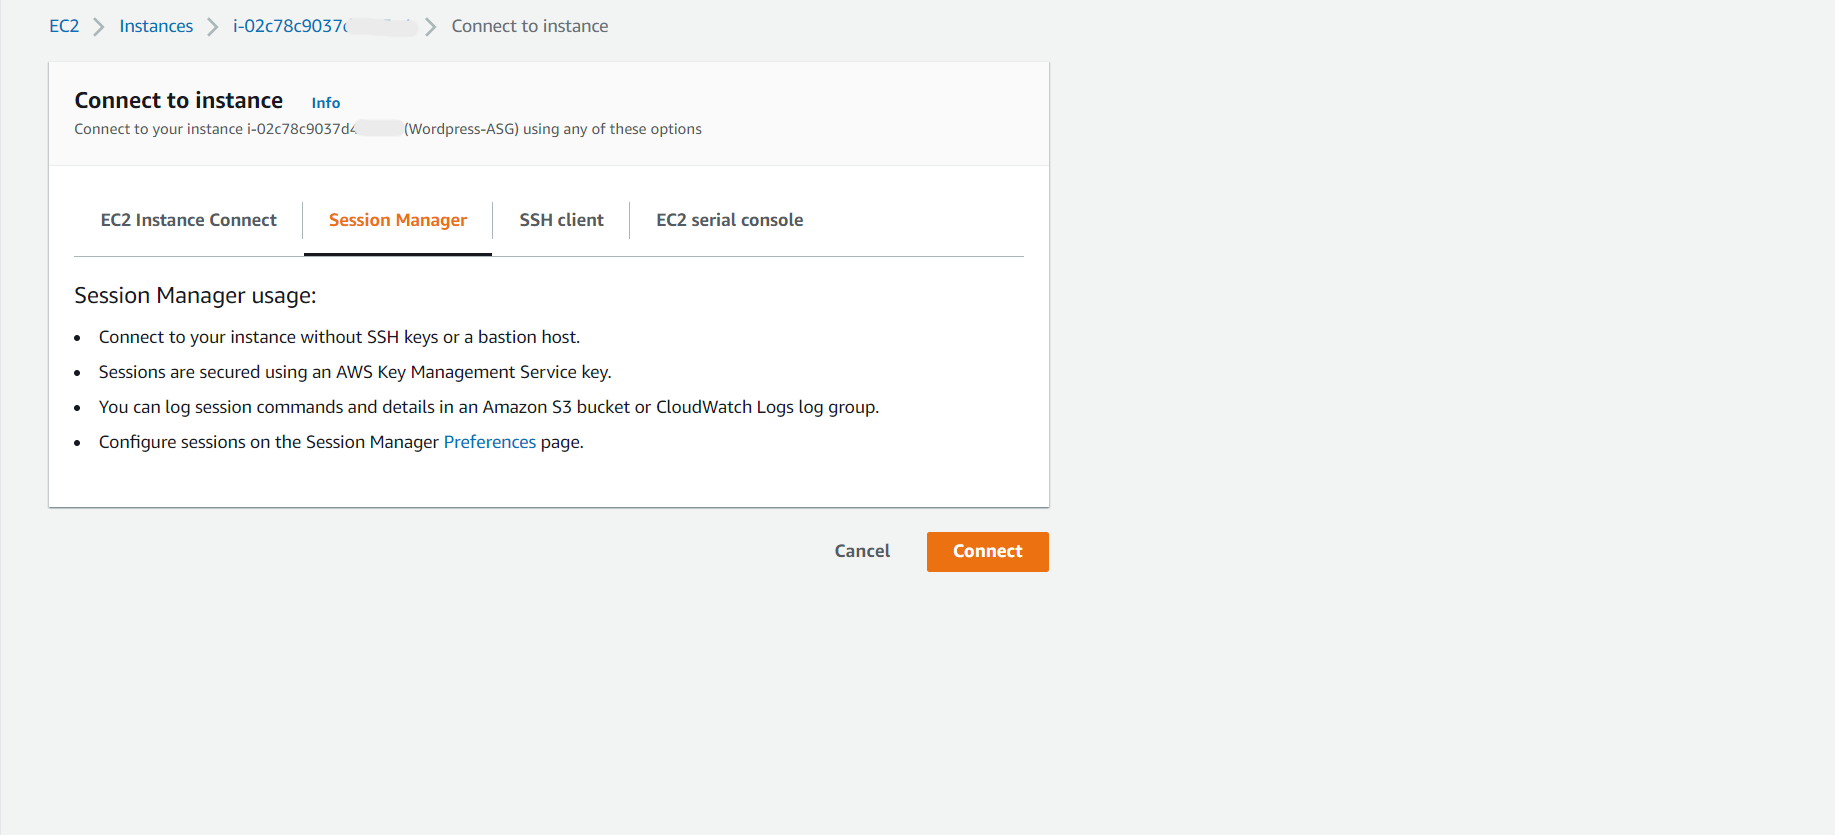 EC2 Instances i-02c78c9037 Connect to instance
Connect to instance Info
Connect to your instance i-02c78c9037d4 (Wordpress-ASG) using any of these options
EC2 Instance Connect Session Manager SSH client EC2 serial console
Session Manager usage:
• Connect to your instance without SSH keys or a bastion host.
• Sessions are secured using an AWS Key Management Service key.
• You can log session commands and details in an Amazon S3 bucket or CloudWatch Logs log group.
• Configure sessions on the Session Manager Preferences page.
Cancel Connect